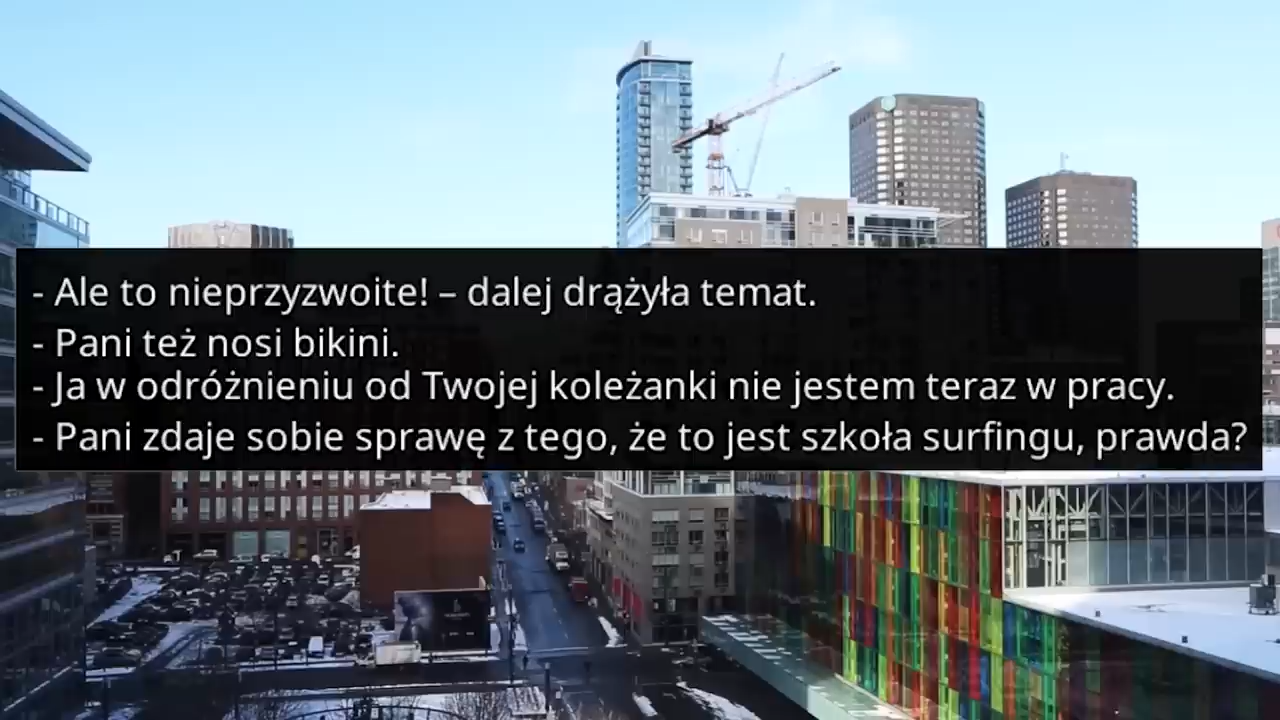 - Ale to nieprzyzwoite! – dalej drążyła temat.
- Pani też nosi bikini.
- Ja w odróżnieniu od Twojej koleżanki nie jestem teraz w pracy.
- Pani zdaje sobie sprawę z tego, że to jest szkoła surfingu, prawda?